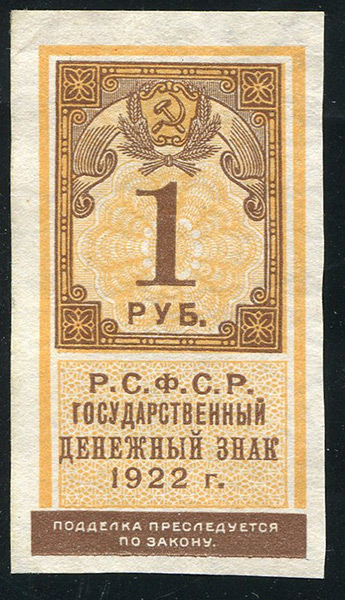 1
РУБ.
Р.С.Ф.С.Р.
ГОСУДАРСТВЕННЫЙ
ДЕНЕЖНЫЙ ЗНАК
1922 г.
ПОДДЕЛКА ПРЕСЛЕДУЕТСЯ
ПО ЗАКОНУ.